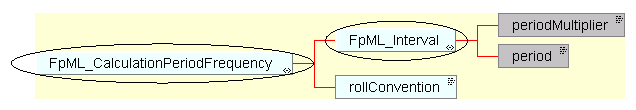 periodMultiplier
FpML_Interval
period
FpML_CalculationPeriodFrequency
rollConvention